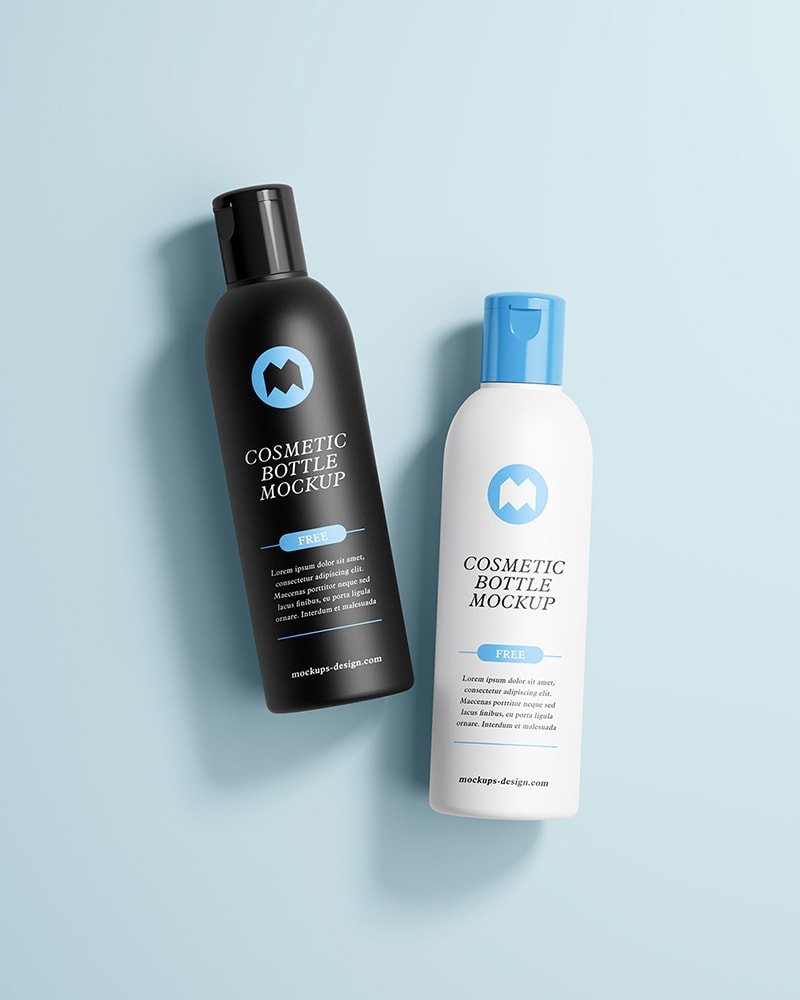 COSMETIC
BOTTLE
MOCKUP
FREE
Lorem ipsum dolor sit amet,
consectetur adipiscing elit.
Maecenas porttitor neque sed
lacus finibus, eu porta ligula
ornare. Interdum et malesuada
mockups-design.com
COSMETIC
BOTTLE
MOCKUP
FREE
Lorem ipsum dolor sit amet,
consectetur adipiscing elit.
Maecenas porttitor neque sed
lacus finibus, eu porta ligula
ornare. Interdum et malesuada
mockups-design.com